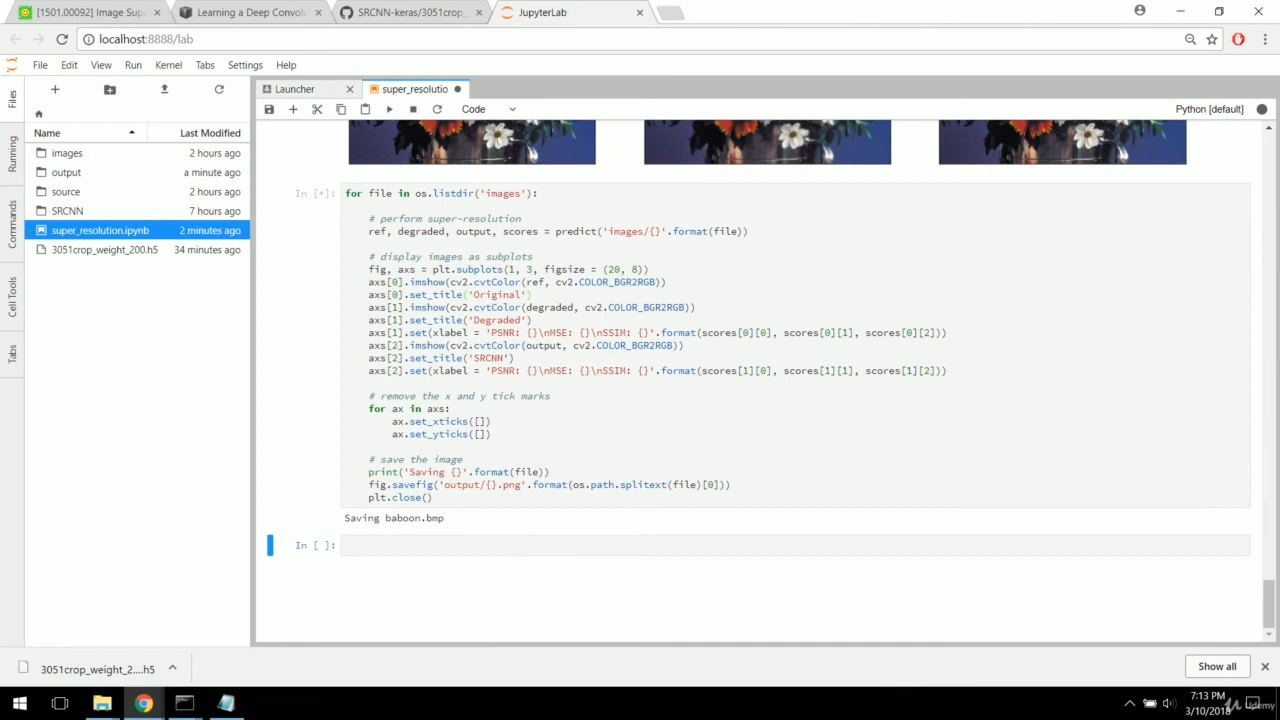 [1501.00092] Image Sup
Learning a Deep Convol
SRCNN-keras/3051crop_
JupyterLab
localhost:8888/lab
File Edit View Run Kernel Tabs Settings Help
Files
Running
Commands
Cell Tools
Tabs
Name Last Modified
images 2 hours ago
output a minute ago
source 2 hours ago
SRCNN 7 hours ago
super_resolution.ipynb 2 minutes ago
3051crop_weight_200.h5 34 minutes ago
Launcher
super_resolutio
Code
Python [default]
In [*]:
for file in os.listdir('images'):
# perform super-resolution
ref, degraded, output, scores = predict('images/{}'.format(file))
# display images as subplots
fig, axs = plt.subplots(1, 3, figsize = (20, 8))
axs[0].imshow(cv2.cvtColor(ref, cv2.COLOR_BGR2RGB))
axs[0].set_title('Original')
axs[1].imshow(cv2.cvtColor(degraded, cv2.COLOR_BGR2RGB))
axs[1].set_title('Degraded')
axs[1].set(xlabel = 'PSNR: {}\nMSE: {}\nSSIM: {}'.format(scores[0][0], scores[0][1], scores[0][2]))
axs[2].imshow(cv2.cvtColor(output, cv2.COLOR_BGR2RGB))
axs[2].set_title('SRCNN')
axs[2].set(xlabel = 'PSNR: {}\nMSE: {}\nSSIM: {}'.format(scores[1][0], scores[1][1], scores[1][2]))
# remove the x and y tick marks
for ax in axs:
ax.set_xticks([])
ax.set_yticks([])
# save the image
print('Saving {}'.format(file))
fig.savefig('output/{}.png'.format(os.path.splitext(file)[0]))
plt.close()
Saving baboon.bmp
In [ ]:
3051crop_weight_2....h5
Show all
7:13 PM
3/10/2018
Udemy